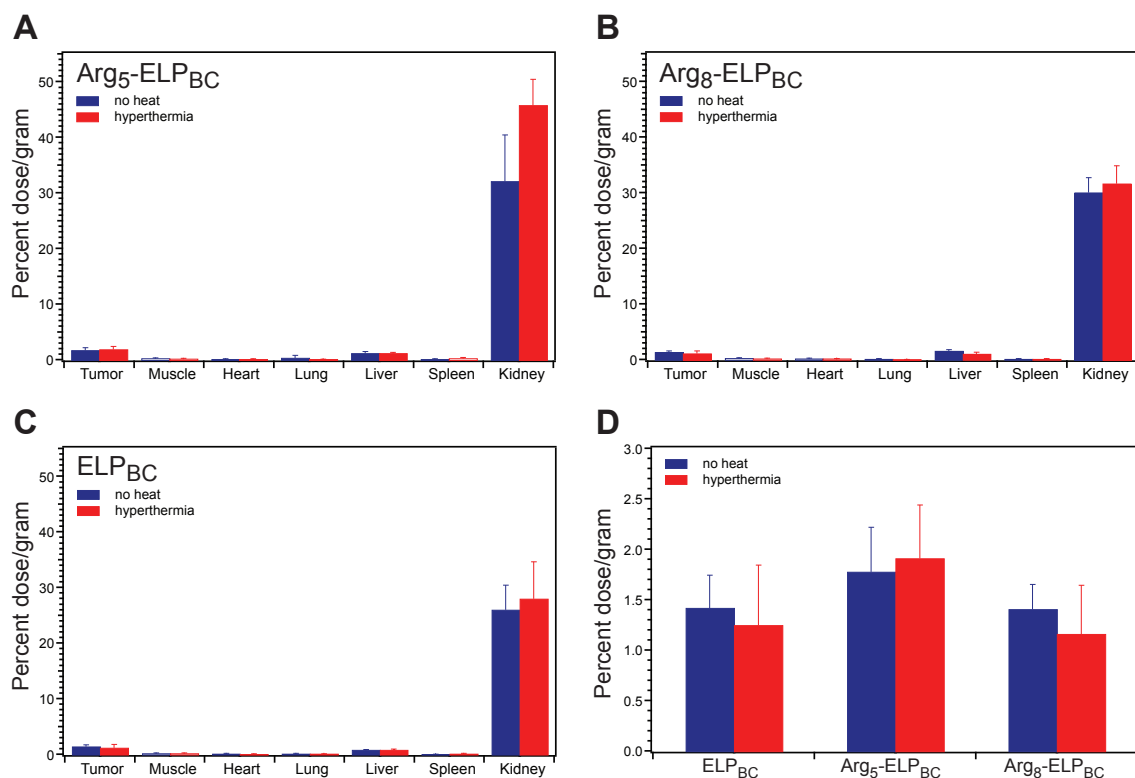 A
Arg5-ELPBC
no heat
hyperthermia
Percent dose/gram
50
40
30
20
10
0
Tumor Muscle Heart Lung Liver Spleen Kidney
B
Arg8-ELPBC
no heat
hyperthermia
Percent dose/gram
50
40
30
20
10
0
Tumor Muscle Heart Lung Liver Spleen Kidney
C
ELPBC
no heat
hyperthermia
Percent dose/gram
50
40
30
20
10
0
Tumor Muscle Heart Lung Liver Spleen Kidney
D
no heat
hyperthermia
Percent dose/gram
3.0
2.5
2.0
1.5
1.0
0.5
0.0
ELPBC Arg5-ELPBC Arg8-ELPBC